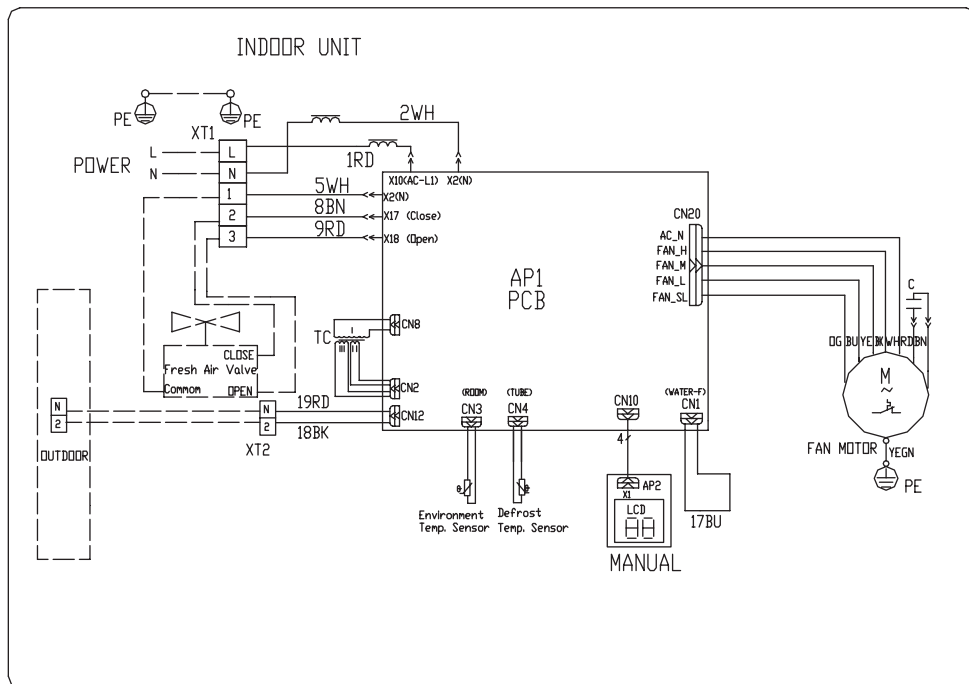 INDOOR UNIT
PE
PE
XT1
2WH
POWER
L
L
1RD
N
N
X10(AC-L1)
X2(N)
1
5WH
X2(N)
2
8BN
X17 (Close)
3
9RD
X18 (Open)
CN20
AC_N
FAN_H
FAN_M
FAN_L
FAN_SL
AP1
PCB
C
TC
I
III
II
CN8
CLOSE
Fresh Air Valve
Commom
OPEN
CN2
OG BU YE BK WH RD BN
M
~
N
2
OUTDOOR
N
2
XT2
19RD
18BK
CN12
(ROOM)
CN3
(TUBE)
CN4
CN10
(WATER-F)
CN1
4
FAN MOTOR
YEGN
PE
Environment
Temp. Sensor
Defrost
Temp. Sensor
X1
AP2
LCD
88
MANUAL
17BU